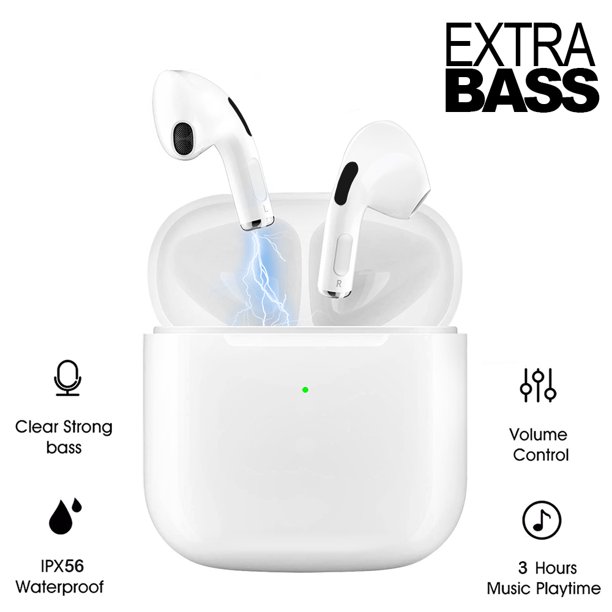 EXTRA
BASS
L
R
Clear Strong
bass
Volume
Control
IPX56
Waterproof
3 Hours
Music Playtime